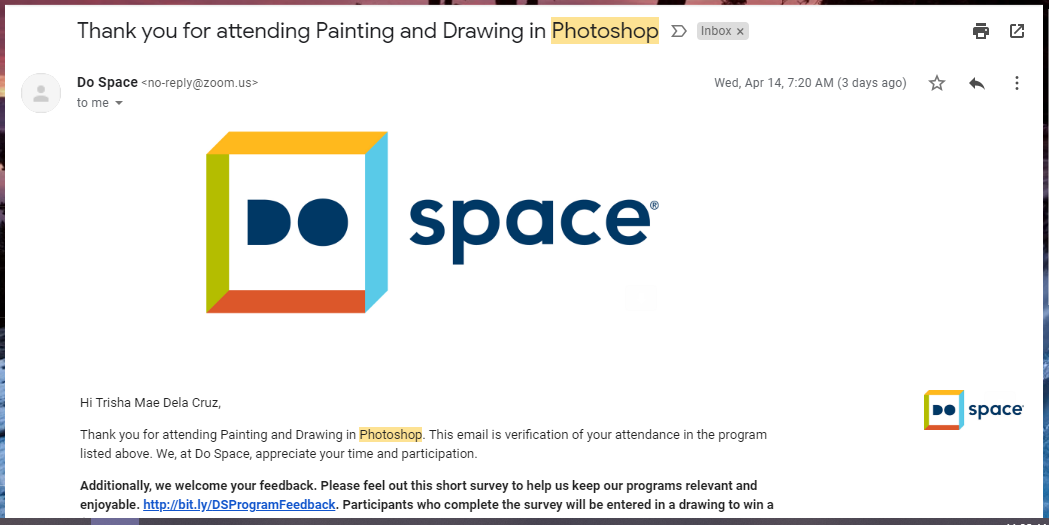 Thank you for attending Painting and Drawing in Photoshop Inbox ×
Do Space <no-reply@zoom.us> Wed, Apr 14, 7:20 AM (3 days ago)
to me
DO space®
Hi Trisha Mae Dela Cruz,
DO space
Thank you for attending Painting and Drawing in Photoshop. This email is verification of your attendance in the program
listed above. We, at Do Space, appreciate your time and participation.
Additionally, we welcome your feedback. Please feel out this short survey to help us keep our programs relevant and
enjoyable. http://bit.ly/DSProgramFeedback. Participants who complete the survey will be entered in a drawing to win a